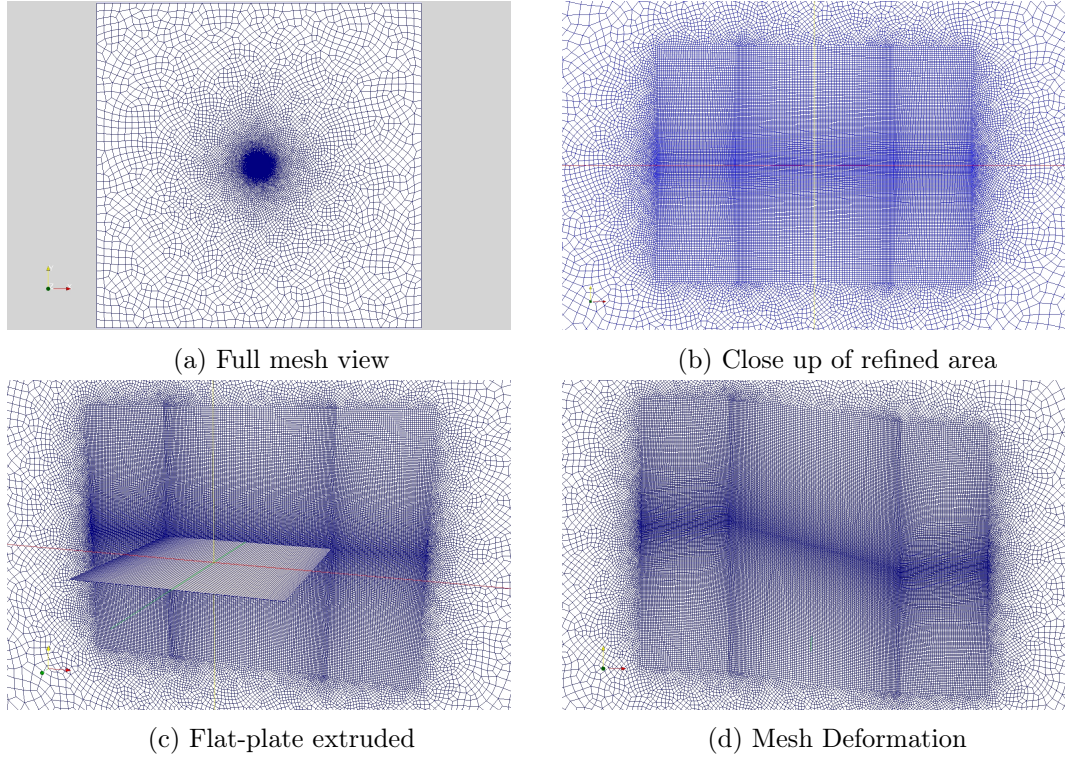 (a) Full mesh view
(b) Close up of refined area
(c) Flat-plate extruded
(d) Mesh Deformation